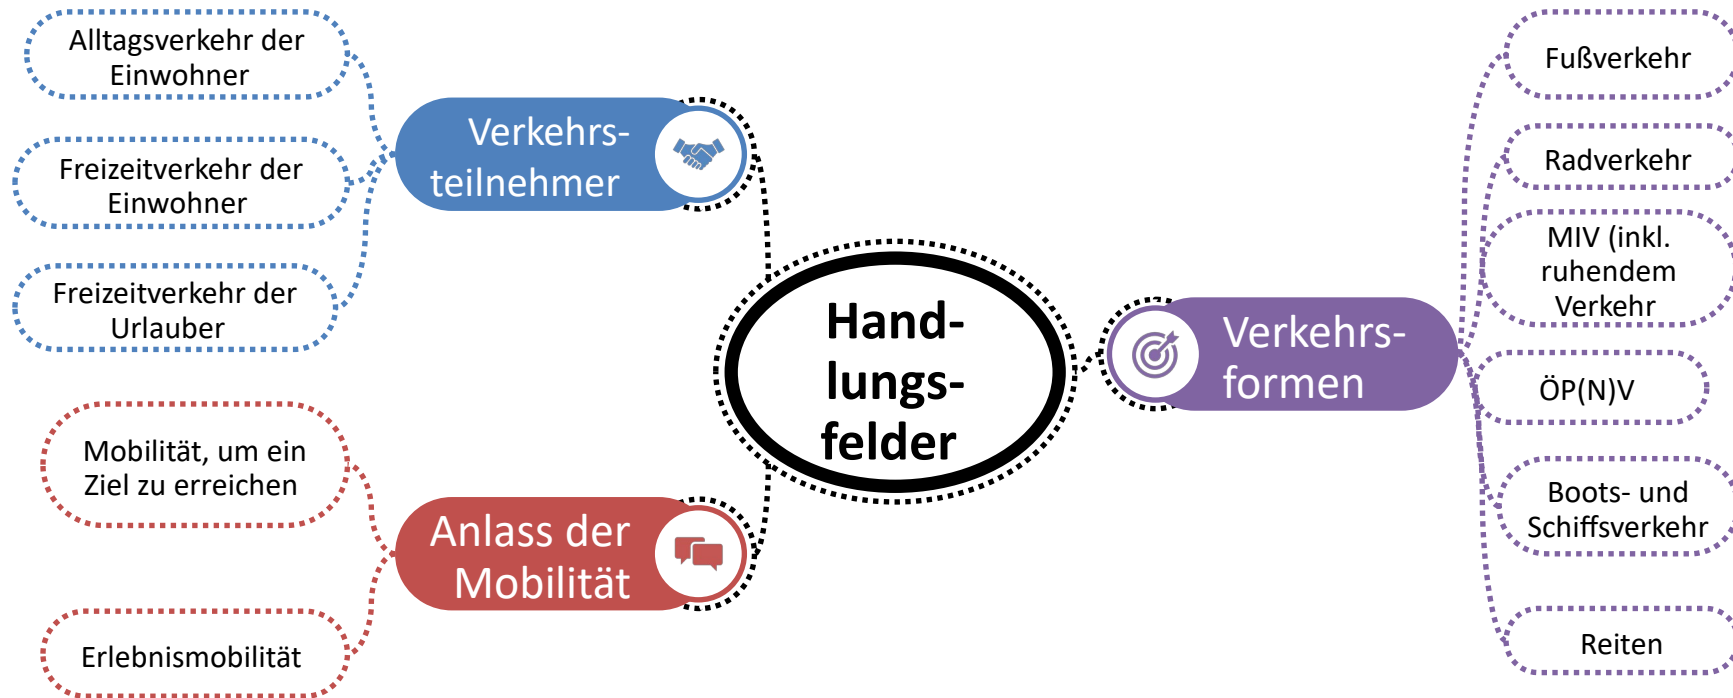 Alltagsverkehr der
Einwohner
Freizeitverkehr der
Einwohner
Freizeitverkehr der
Urlauber
Verkehrs-
teilnehmer
Mobilität, um ein
Ziel zu erreichen
Erlebnismobilität
Anlass der
Mobilität
Hand-
lungs-
felder
Verkehrs-
formen
Fußverkehr
Radverkehr
MIV (inkl.
ruhendem
Verkehr
ÖP(N)V
Boots- und
Schiffsverkehr
Reiten